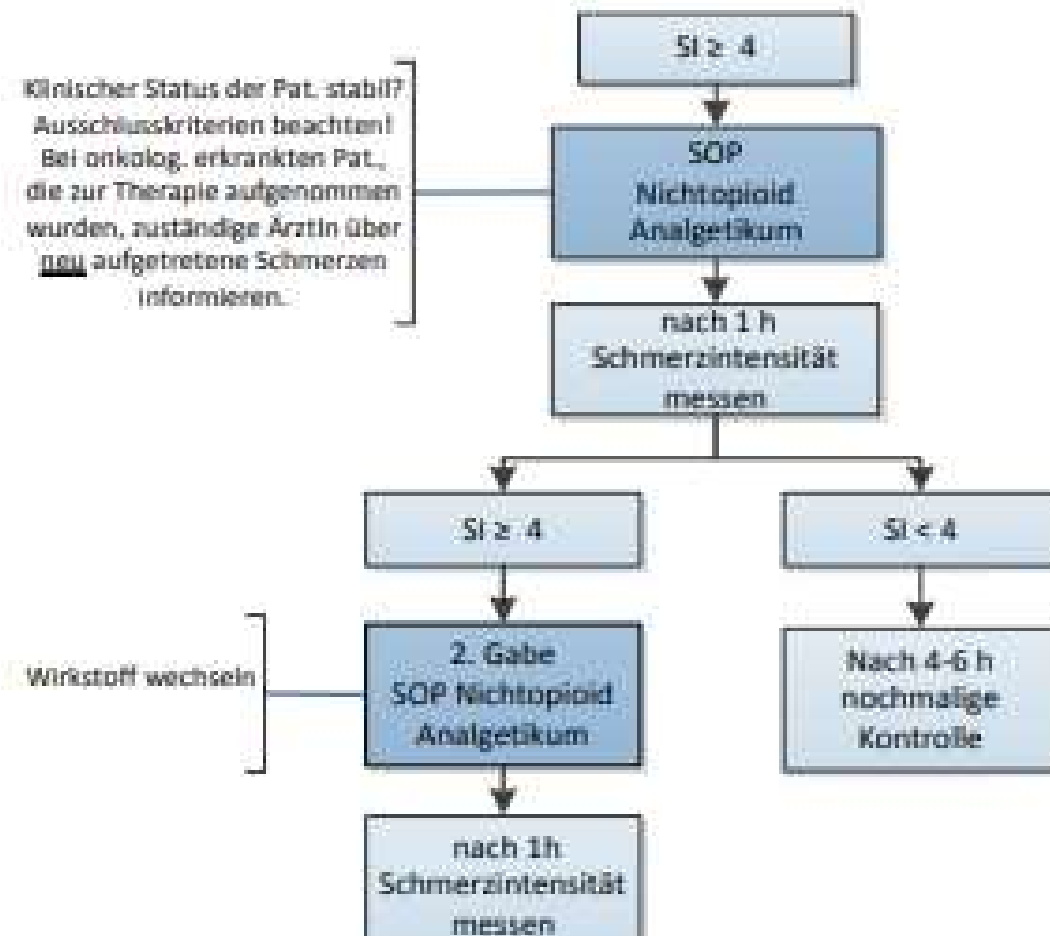 SI ≥ 4
Klinischer Status der Pat. stabil?
Ausschlusskriterien beachten!
Bei onkolog. erkrankten Pat.,
die zur Therapie aufgenommen
wurden, zuständige Ärztin über
neu aufgetretene Schmerzen
informieren.
SOP
Nichtopioid
Analgetikum
nach 1 h
Schmerzintensität
messen
SI ≥ 4
SI < 4
Wirkstoff wechseln
2. Gabe
SOP Nichtopioid
Analgetikum
Nach 4-6 h
nochmalige
Kontrolle
nach 1h
Schmerzintensität
messen